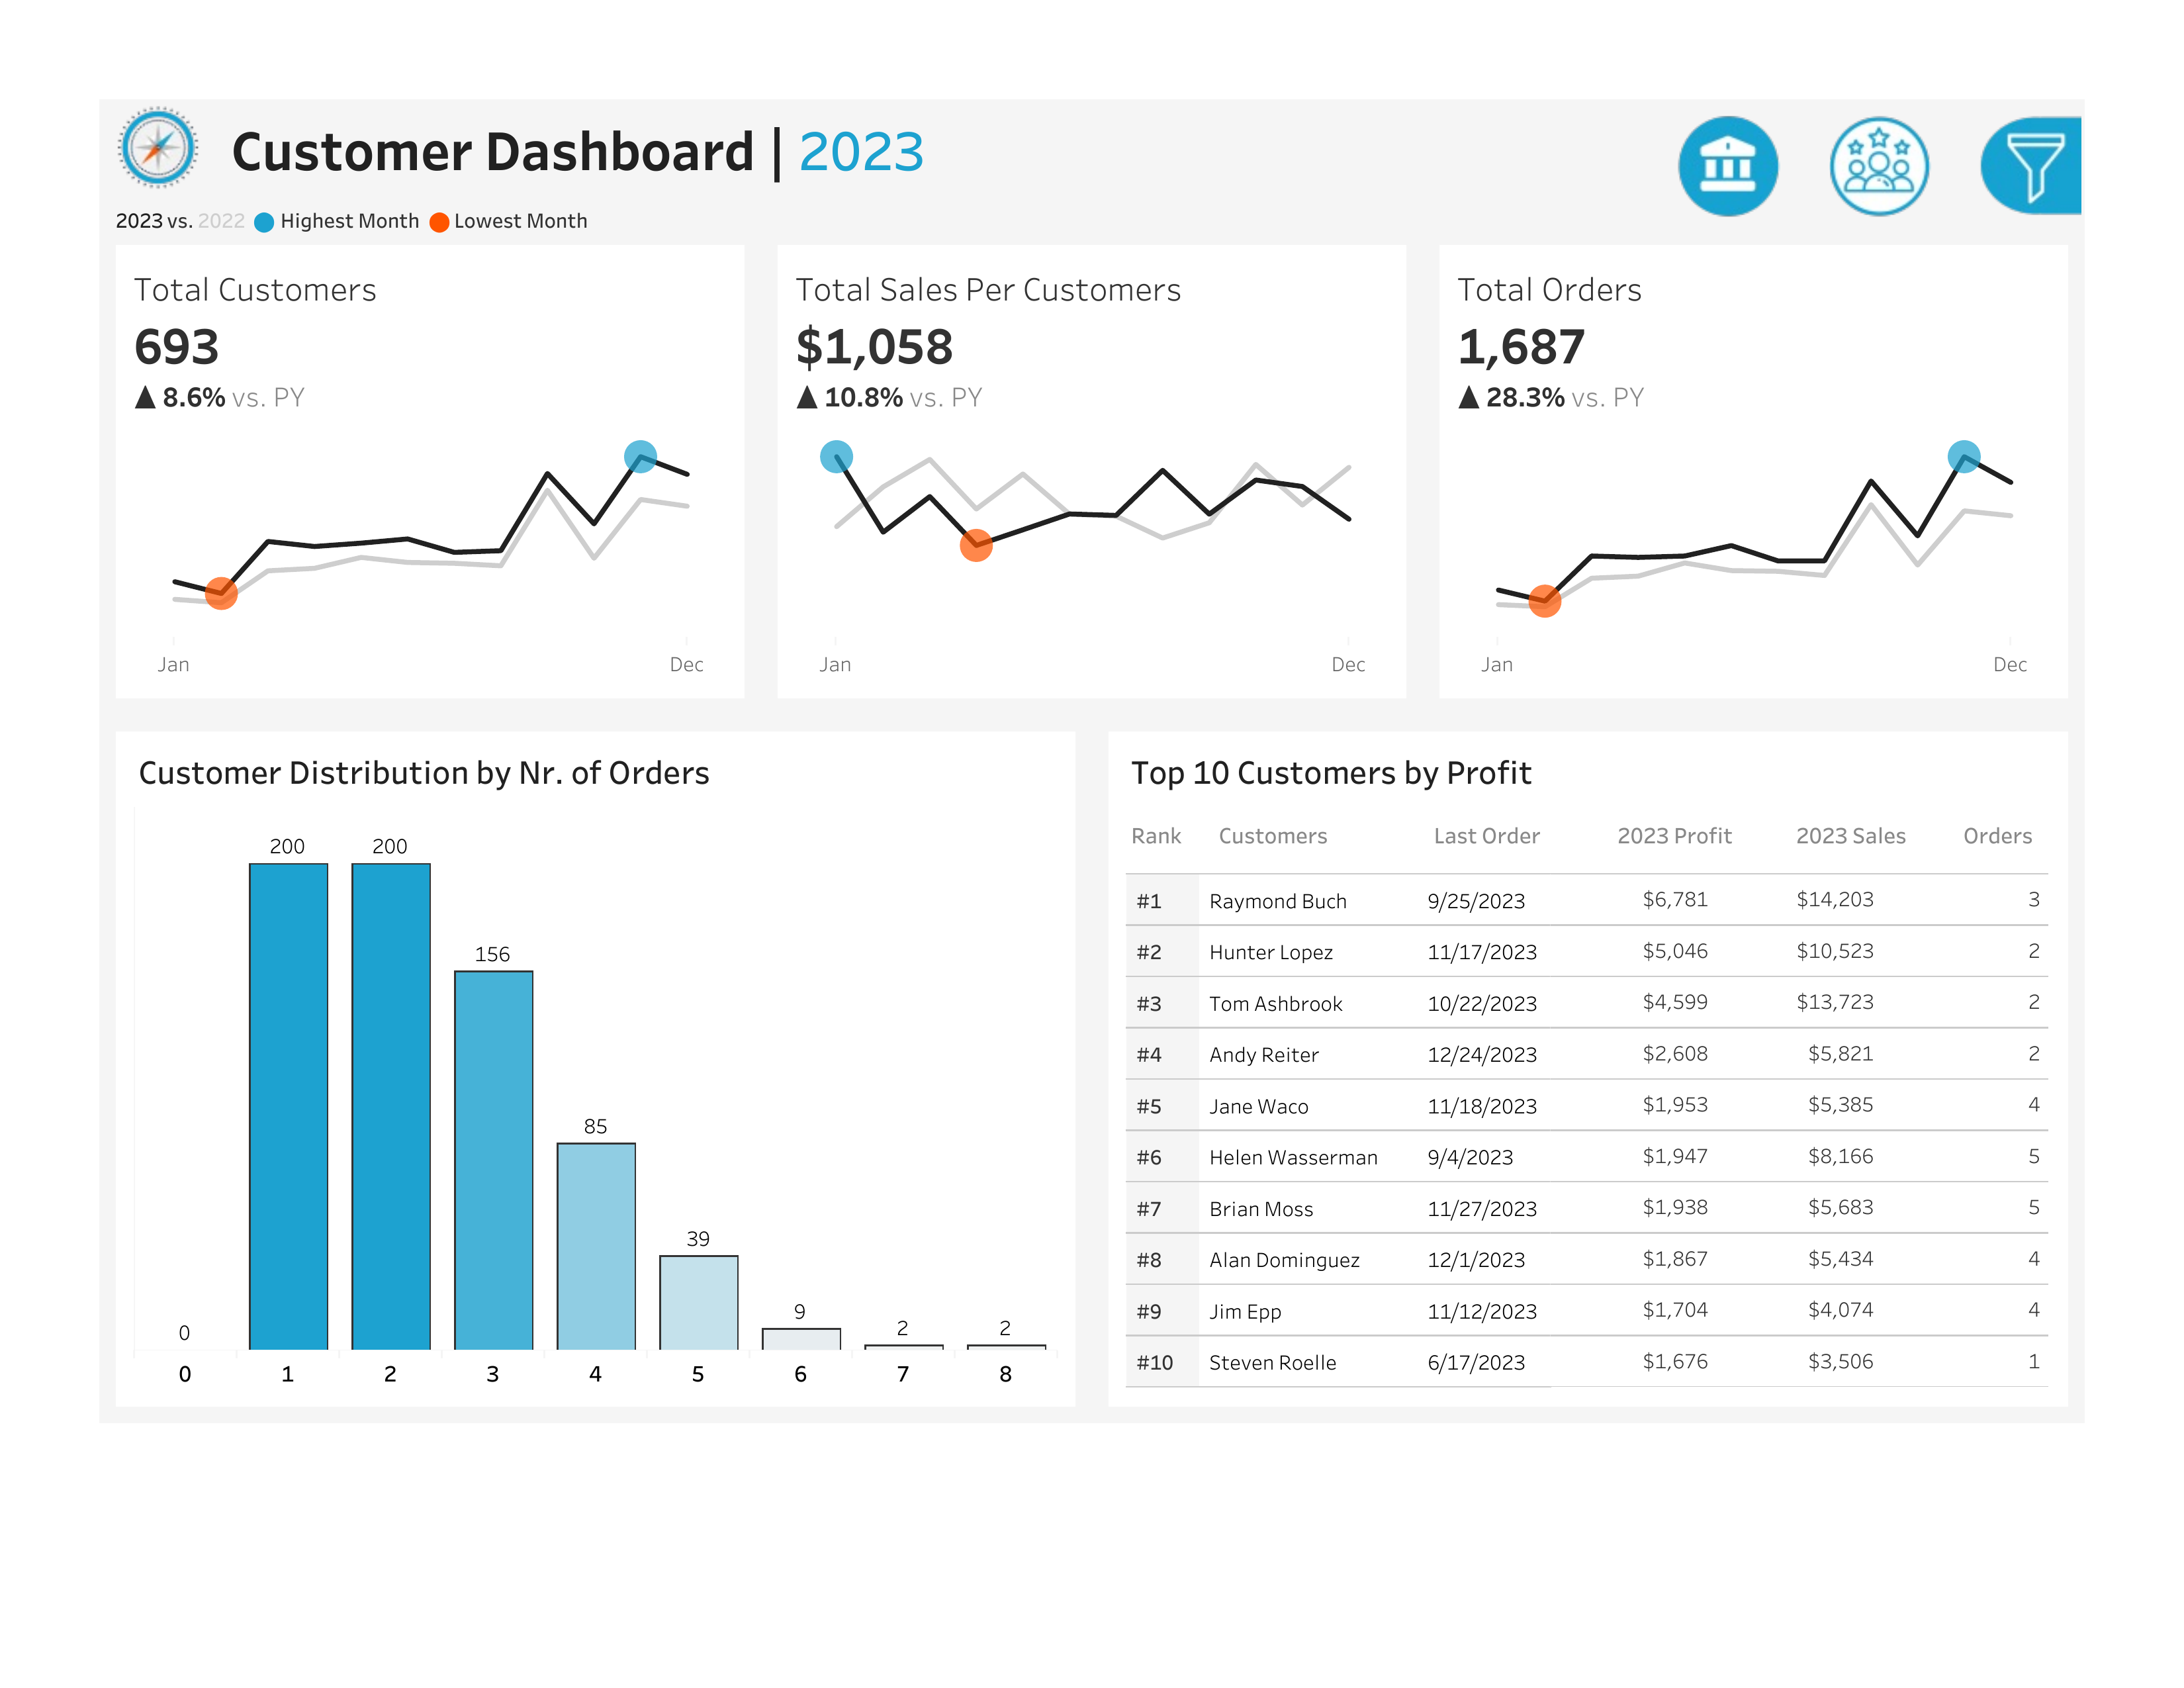 Customer Dashboard | 2023
2023 vs. 2022 Highest Month Lowest Month
Total Customers
693
▲ 8.6% vs. PY
Jan Dec
Total Sales Per Customers
$1,058
▲ 10.8% vs. PY
Jan Dec
Total Orders
1,687
▲ 28.3% vs. PY
Jan Dec
Customer Distribution by Nr. of Orders
0 200 200 156 85 39 9 2 2
0 1 2 3 4 5 6 7 8
Top 10 Customers by Profit
Rank Customers Last Order 2023 Profit 2023 Sales Orders
#1 Raymond Buch 9/25/2023 $6,781 $14,203 3
#2 Hunter Lopez 11/17/2023 $5,046 $10,523 2
#3 Tom Ashbrook 10/22/2023 $4,599 $13,723 2
#4 Andy Reiter 12/24/2023 $2,608 $5,821 2
#5 Jane Waco 11/18/2023 $1,953 $5,385 4
#6 Helen Wasserman 9/4/2023 $1,947 $8,166 5
#7 Brian Moss 11/27/2023 $1,938 $5,683 5
#8 Alan Dominguez 12/1/2023 $1,867 $5,434 4
#9 Jim Epp 11/12/2023 $1,704 $4,074 4
#10 Steven Roelle 6/17/2023 $1,676 $3,506 1